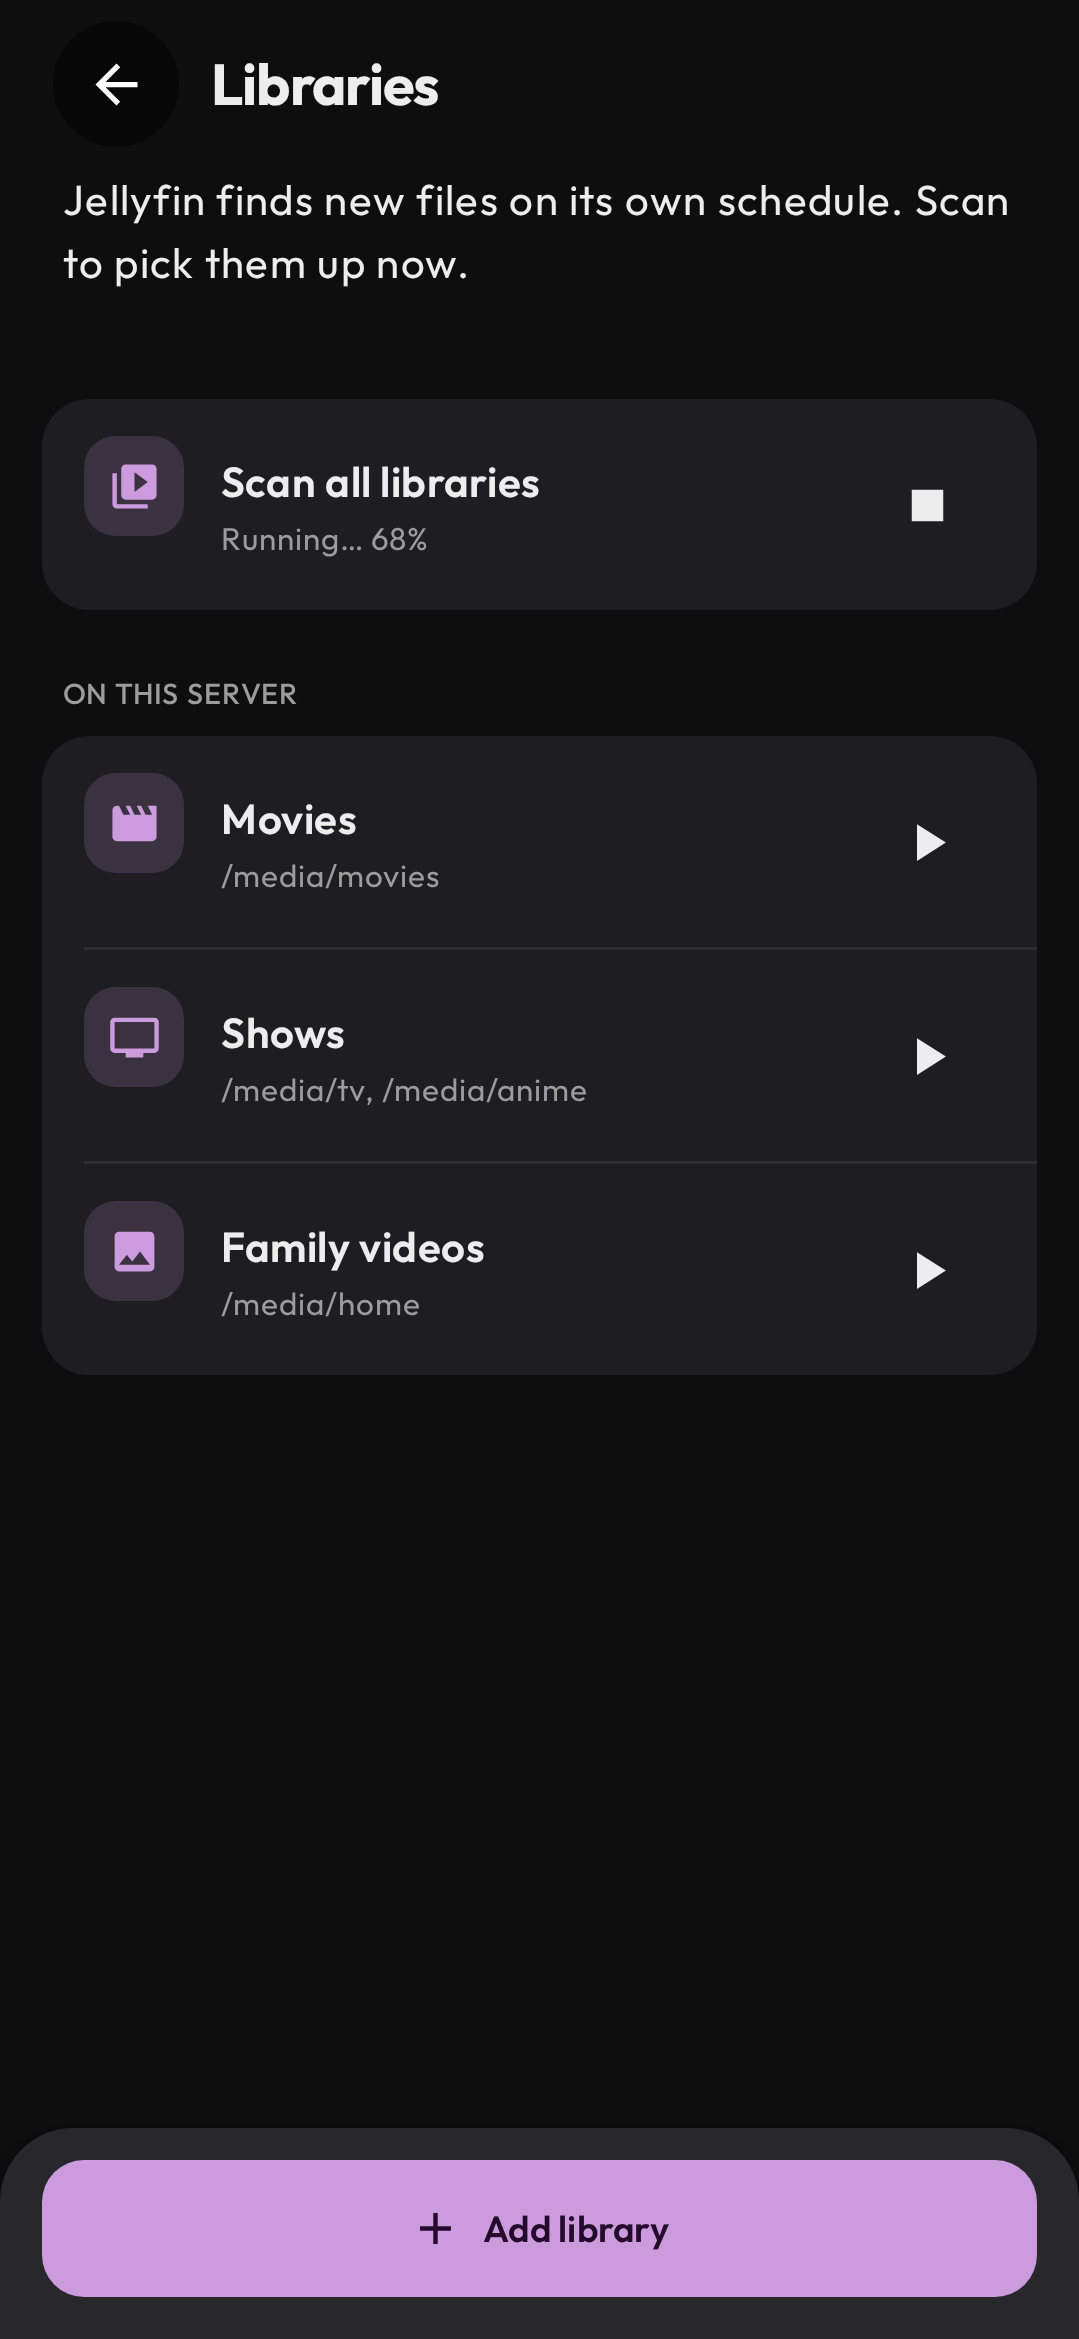 Libraries
Jellyfin finds new files on its own schedule. Scan
to pick them up now.
Scan all libraries
Running... 68%
ON THIS SERVER
Movies
/media/movies
Shows
/media/tv, /media/anime
Family videos
/media/home
Add library